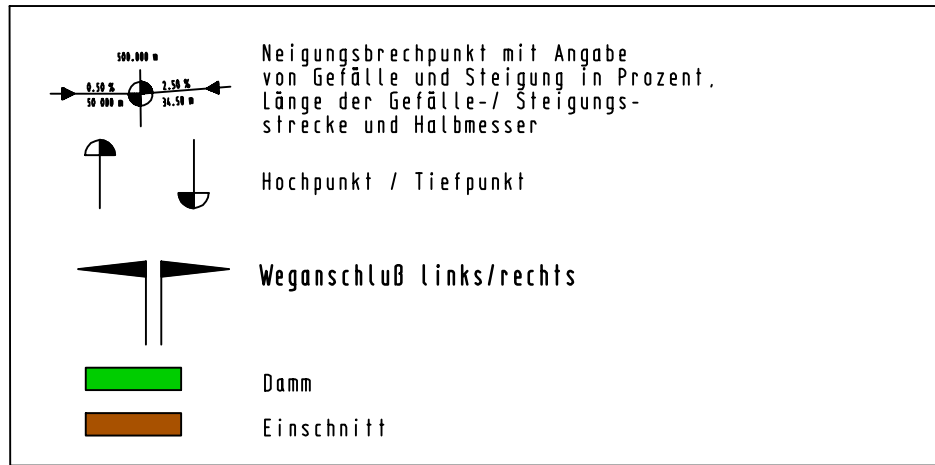 500.000 m
0.50 % 2.50 %
50 000 m 34.50 m
Neigungsbrechpunkt mit Angabe
von Gefälle und Steigung in Prozent,
Länge der Gefälle-/ Steigungs-
strecke und Halbmesser
Hochpunkt / Tiefpunkt
Weganschluß links/rechts
Damm
Einschnitt